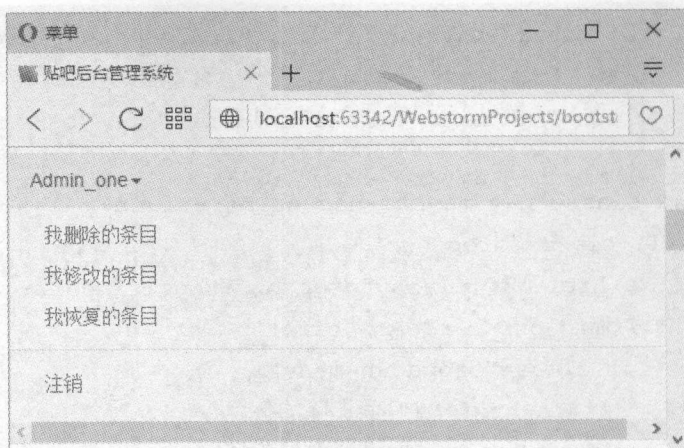 菜单
贴吧后台管理系统
localhost:63342/WebstormProjects/bootst
Admin_one
我删除的条目
我修改的条目
我恢复的条目
注销